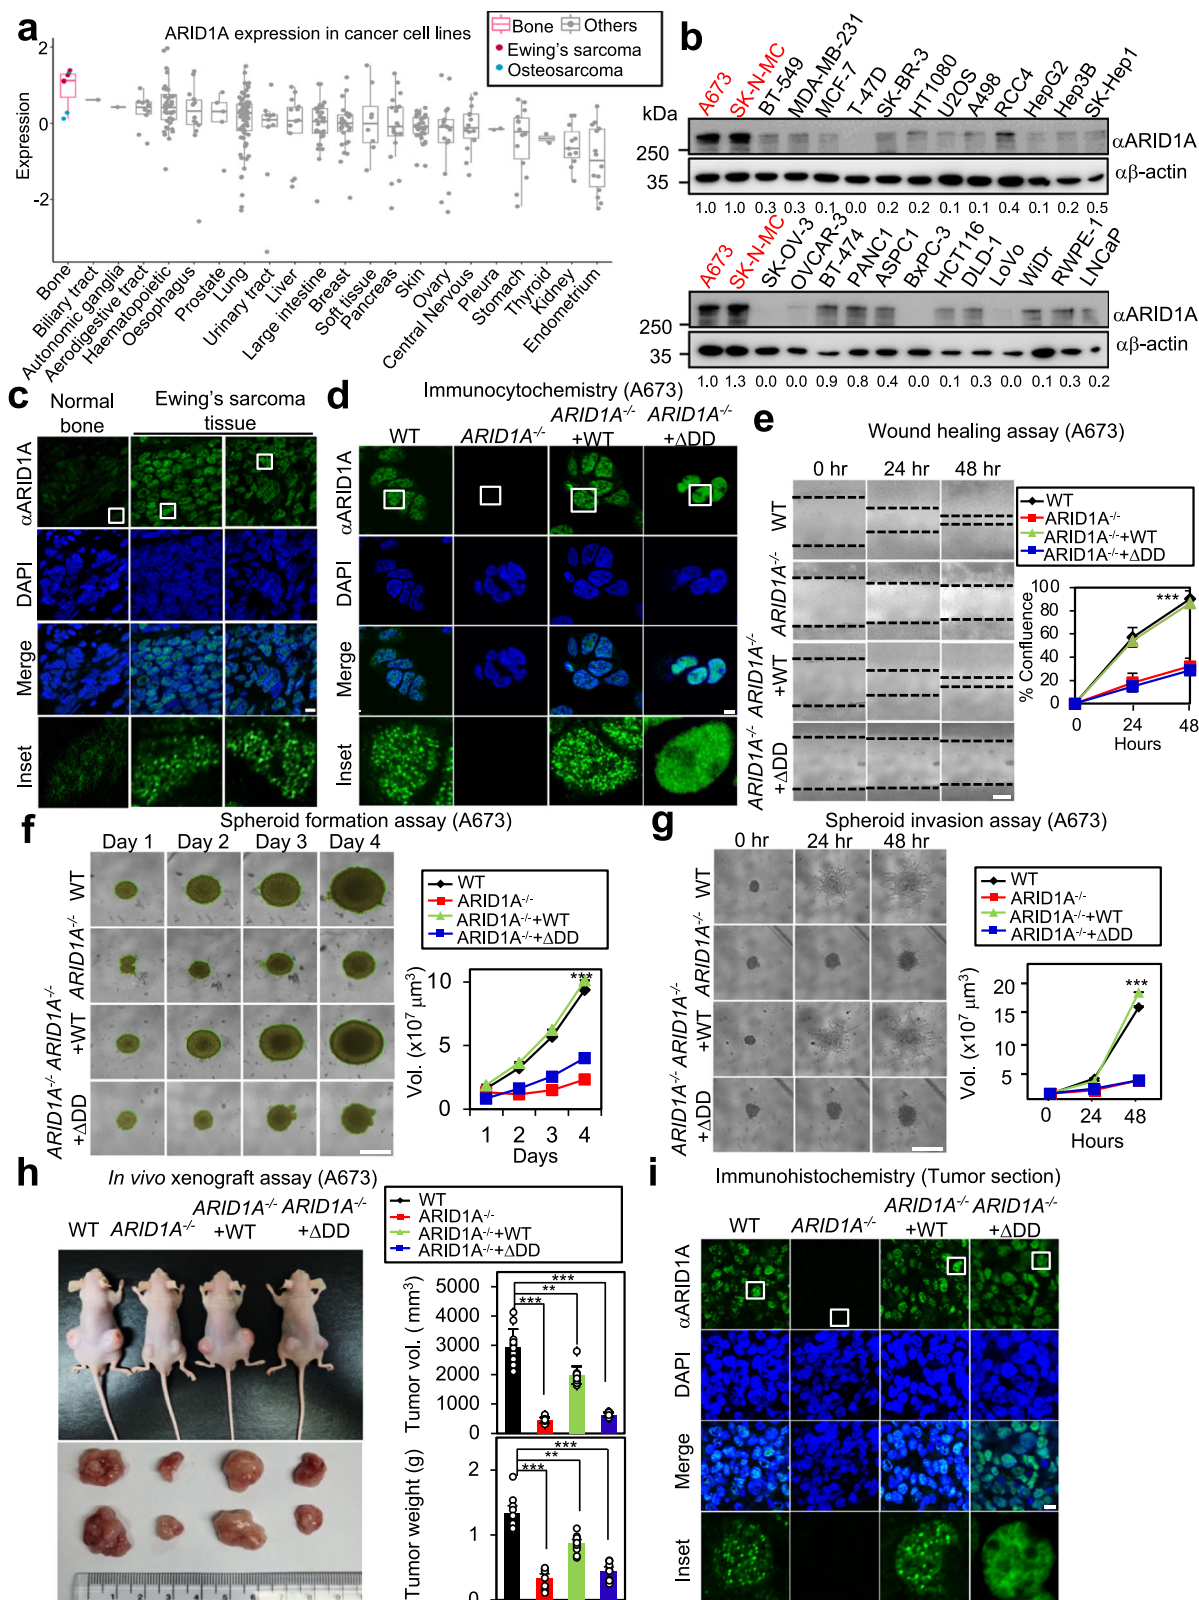 a
ARID1A expression in cancer cell lines
Bone Others
Ewing's sarcoma
Osteosarcoma
Expression
2
0
-2
Bone
Biliary tract
Autonomic ganglia
Aerodigestive tract
Haematopoietic
Oesophagus
Prostate
Lung
Urinary tract
Liver
Large intestine
Breast
Soft tissue
Pancreas
Skin
Ovary
Central Nervous
Pleura
Stomach
Thyroid
Kidney
Endometrium
b
kDa
A673 SK-N-MC BT-549 MDA-MB-231 MCF-7 T-47D SK-BR-3 HT1080 U2OS A498 RCC4 HepG2 Hep3B SK-Hep1
250
αARID1A
35
αβ-actin
1.0 1.0 0.3 0.3 0.1 0.0 0.2 0.2 0.1 0.1 0.4 0.1 0.2 0.5
A673 SK-N-MC SK-OV-3 OVCAR-3 BT-474 PANC1 ASPC1 BxPC-3 HCT116 DLD-1 LoVo WiDr RWPE-1 LNCaP
250
αARID1A
35
αβ-actin
1.0 1.3 0.0 0.0 0.9 0.8 0.4 0.0 0.1 0.3 0.0 0.1 0.3 0.2
c
Normal bone
Ewing's sarcoma tissue
αARID1A
DAPI
Merge
Inset
d
Immunocytochemistry (A673)
WT ARID1A-/- ARID1A-/- +WT ARID1A-/- +ΔDD
αARID1A
DAPI
Merge
Inset
e
Wound healing assay (A673)
0 hr 24 hr 48 hr
WT
ARID1A-/-
ARID1A-/- +WT
ARID1A-/- +ΔDD
WT
ARID1A-/-
ARID1A-/-+WT
ARID1A-/-+ΔDD
% Confluence
100
80
60
40
20
0
***
0 24 48
Hours
f
Spheroid formation assay (A673)
Day 1 Day 2 Day 3 Day 4
WT
ARID1A-/-
ARID1A-/- +WT
ARID1A-/- +ΔDD
WT
ARID1A-/-
ARID1A-/-+WT
ARID1A-/-+ΔDD
Vol. (x10⁷ µm³)
10
5
0
***
1 2 3 4
Days
g
Spheroid invasion assay (A673)
0 hr 24 hr 48 hr
WT
ARID1A-/-
ARID1A-/- +WT
ARID1A-/- +ΔDD
WT
ARID1A-/-
ARID1A-/-+WT
ARID1A-/-+ΔDD
Vol. (x10⁷ µm³)
20
15
10
5
***
0 24 48
Hours
h
In vivo xenograft assay (A673)
WT ARID1A-/- ARID1A-/- +WT ARID1A-/- +ΔDD
WT
ARID1A-/-
ARID1A-/-+WT
ARID1A-/-+ΔDD
Tumor vol. (mm³)
5000
4000
3000
2000
1000
0
***
**
***
Tumor weight (g)
2
1
0
***
**
***
i
Immunohistochemistry (Tumor section)
WT ARID1A-/- ARID1A-/- +WT ARID1A-/- +ΔDD
αARID1A
DAPI
Merge
Inset